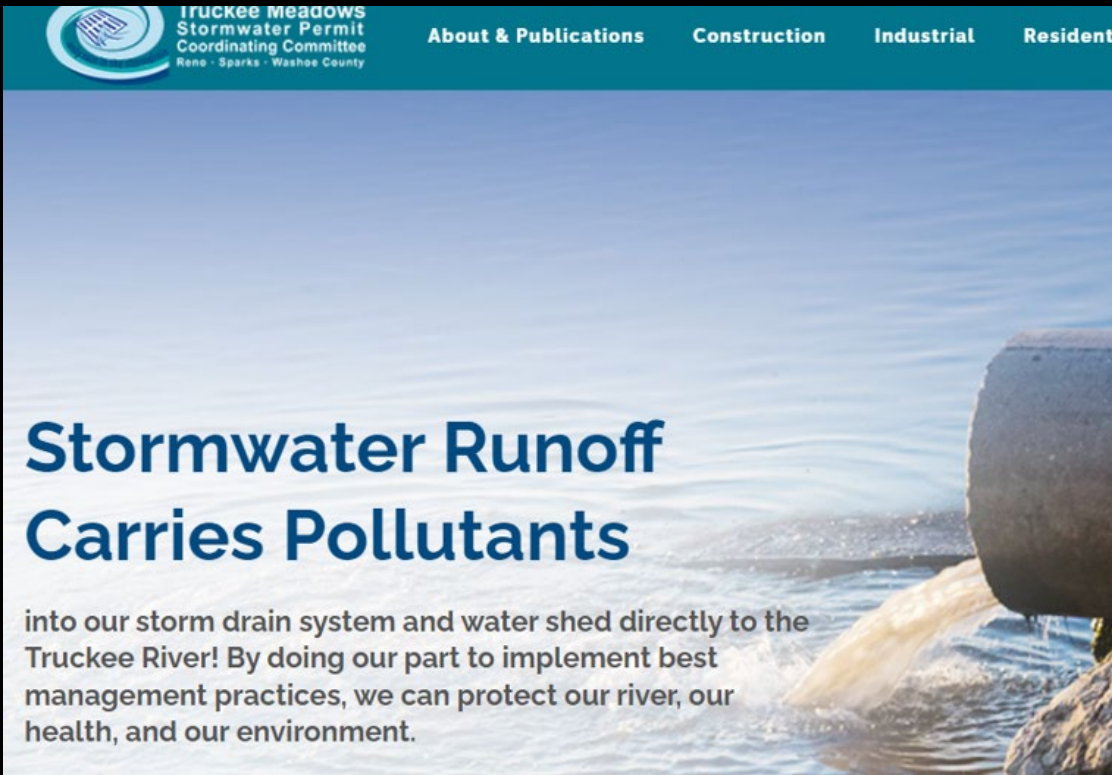 Truckee Meadows
Stormwater Permit
Coordinating Committee
Reno - Sparks - Washoe County
About & Publications
Construction
Industrial
Resident
Stormwater Runoff
Carries Pollutants
into our storm drain system and water shed directly to the
Truckee River! By doing our part to implement best
management practices, we can protect our river, our
health, and our environment.